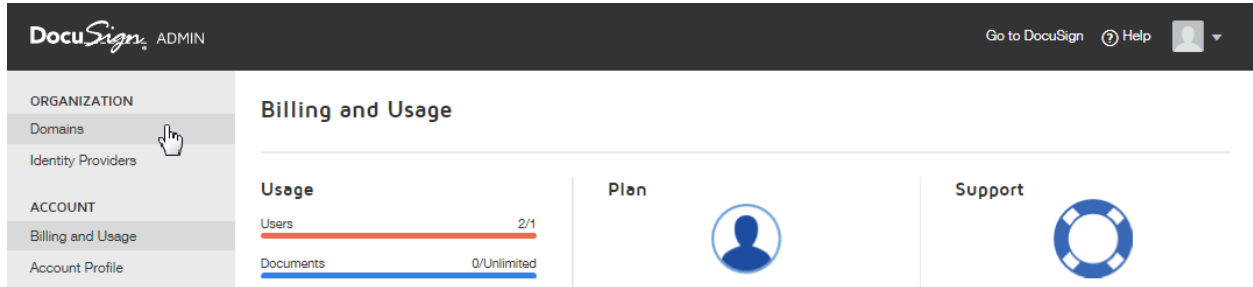 DocuSign ADMIN
Go to DocuSign ? Help
ORGANIZATION
Domains
Identity Providers
ACCOUNT
Billing and Usage
Account Profile
Billing and Usage
Usage
Users 2/1
Documents 0/Unlimited
Plan
Support